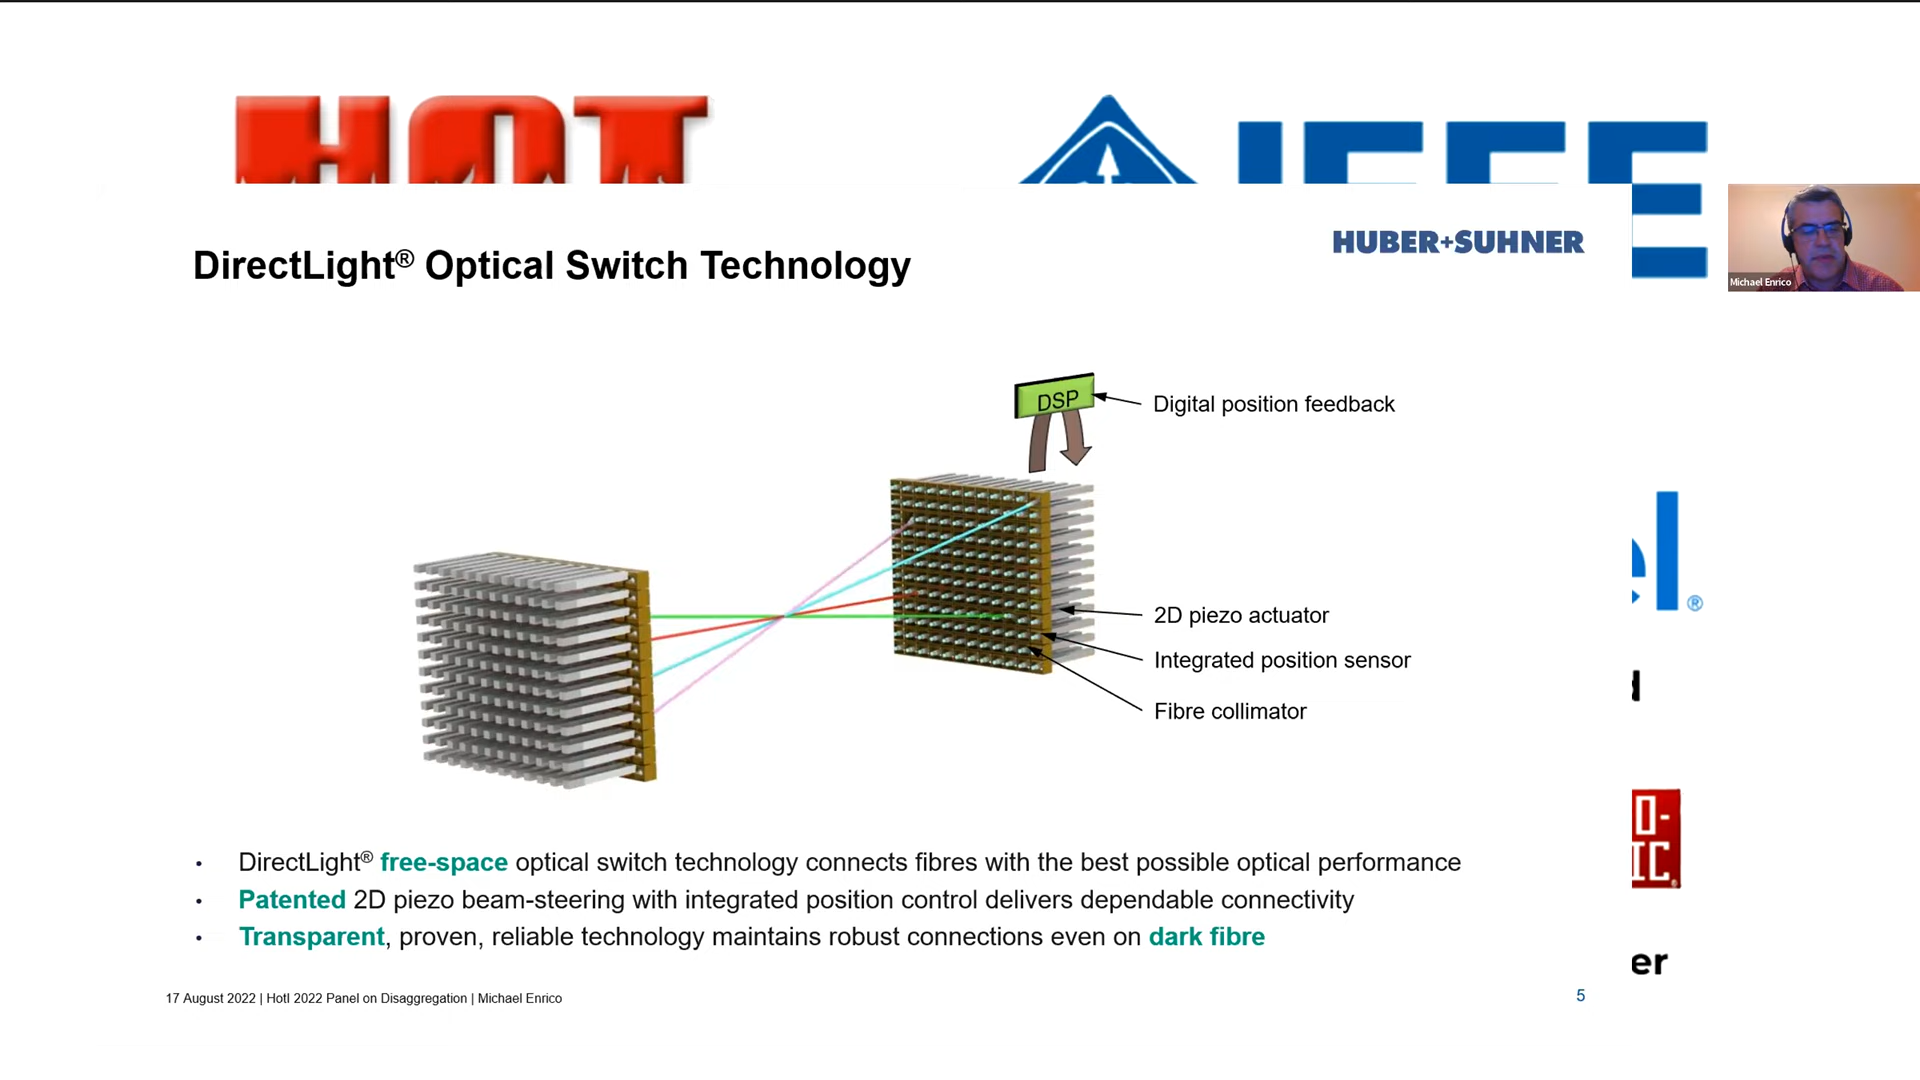 HOT
IEEE
HUBER+SUHNER
DirectLight® Optical Switch Technology
Michael Enrico
DSP
Digital position feedback
2D piezo actuator
Integrated position sensor
Fibre collimator
el®
• DirectLight® free-space optical switch technology connects fibres with the best possible optical performance
• Patented 2D piezo beam-steering with integrated position control delivers dependable connectivity
• Transparent, proven, reliable technology maintains robust connections even on dark fibre
er
17 August 2022 | HotI 2022 Panel on Disaggregation | Michael Enrico
5